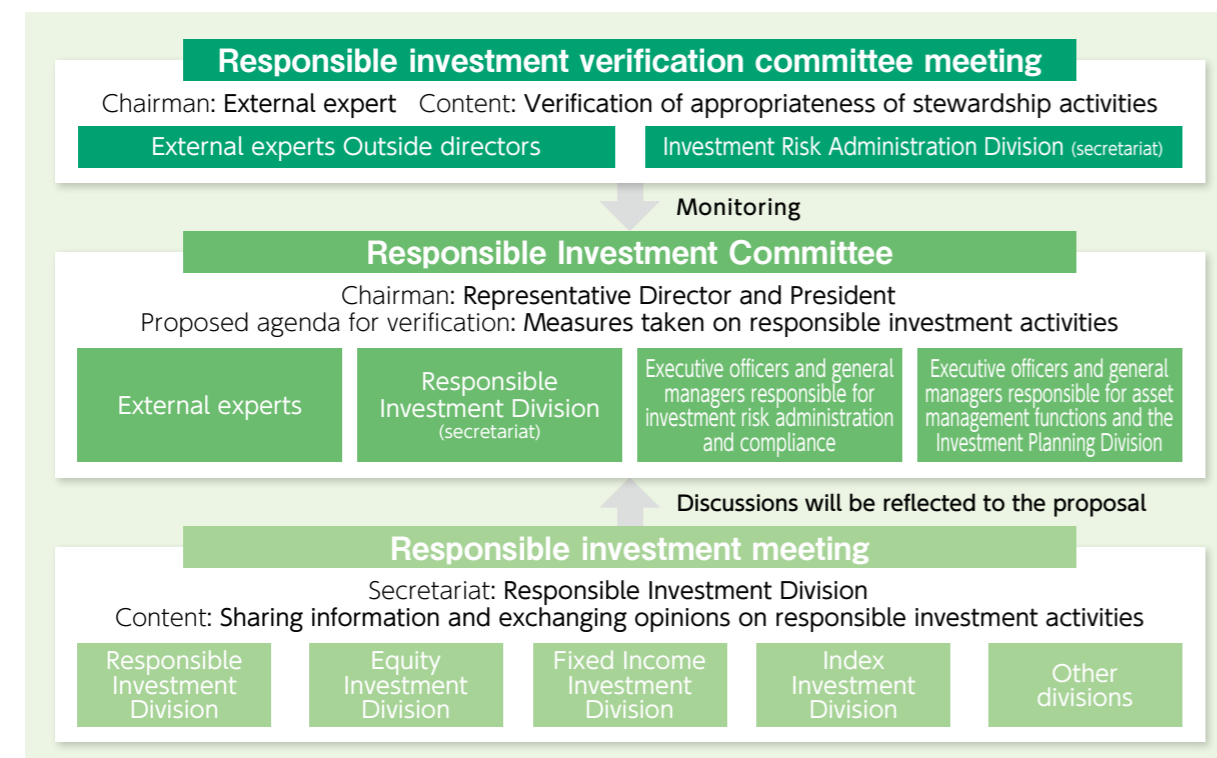 Responsible investment verification committee meeting
Chairman: External expert Content: Verification of appropriateness of stewardship activities
External experts Outside directors
Investment Risk Administration Division (secretariat)
Monitoring
Responsible Investment Committee
Chairman: Representative Director and President
Proposed agenda for verification: Measures taken on responsible investment activities
External experts
Responsible
Investment Division
(secretariat)
Executive officers and general
managers responsible for
investment risk administration
and compliance
Executive officers and general
managers responsible for asset
management functions and the
Investment Planning Division
Discussions will be reflected to the proposal
Responsible investment meeting
Secretariat: Responsible Investment Division
Content: Sharing information and exchanging opinions on responsible investment activities
Responsible
Investment
Division
Equity
Investment
Division
Fixed Income
Investment
Division
Index
Investment
Division
Other
divisions